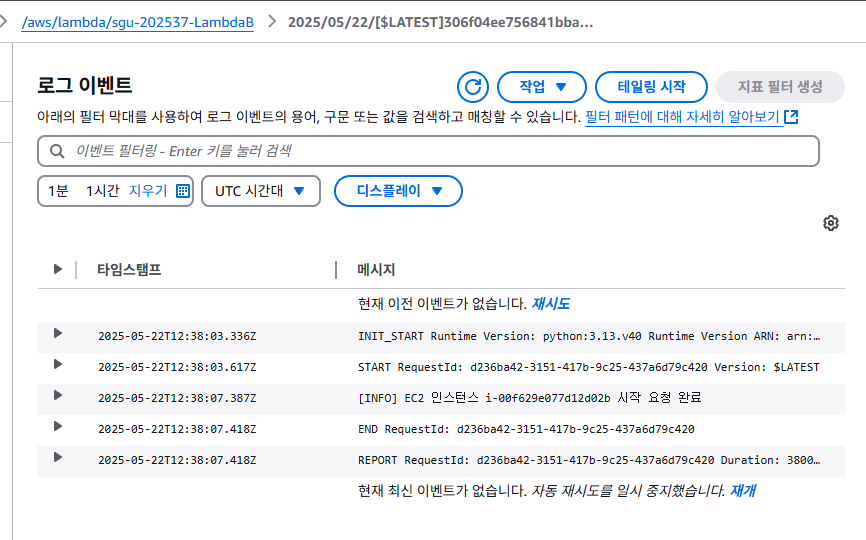 /aws/lambda/sgu-202537-LambdaB > 2025/05/22/[$LATEST]306f04ee756841bba...
로그 이벤트
작업 ▼ 테일링 시작 지표 필터 생성
아래의 필터 막대를 사용하여 로그 이벤트의 용어, 구문 또는 값을 검색하고 매칭할 수 있습니다. 필터 패턴에 대해 자세히 알아보기
이벤트 필터링 - Enter 키를 눌러 검색
1분 1시간 지우기 UTC 시간대 ▼ 디스플레이 ▼
타임스탬프 메시지
현재 이전 이벤트가 없습니다. 재시도
2025-05-22T12:38:03.336Z INIT_START Runtime Version: python:3.13.v40 Runtime Version ARN: arn:…
2025-05-22T12:38:03.617Z START RequestId: d236ba42-3151-417b-9c25-437a6d79c420 Version: $LATEST
2025-05-22T12:38:07.387Z [INFO] EC2 인스턴스 i-00f629e077d12d02b 시작 요청 완료
2025-05-22T12:38:07.418Z END RequestId: d236ba42-3151-417b-9c25-437a6d79c420
2025-05-22T12:38:07.418Z REPORT RequestId: d236ba42-3151-417b-9c25-437a6d79c420 Duration: 3800…
현재 최신 이벤트가 없습니다. 자동 재시도를 일시 중지했습니다. 재개